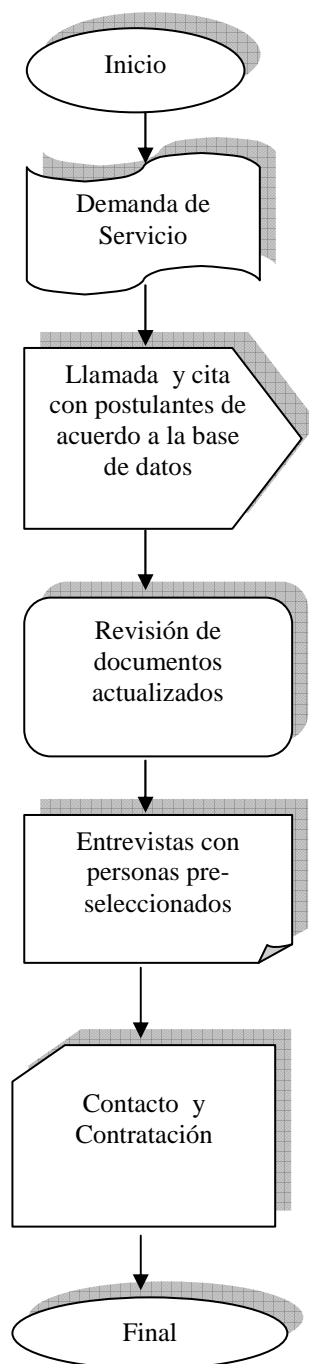 Inicio
Demanda de
Servicio
Llamada y cita
con postulantes de
acuerdo a la base
de datos
Revisión de
documentos
actualizados
Entrevistas con
personas pre-
seleccionados
Contacto y
Contratación
Final